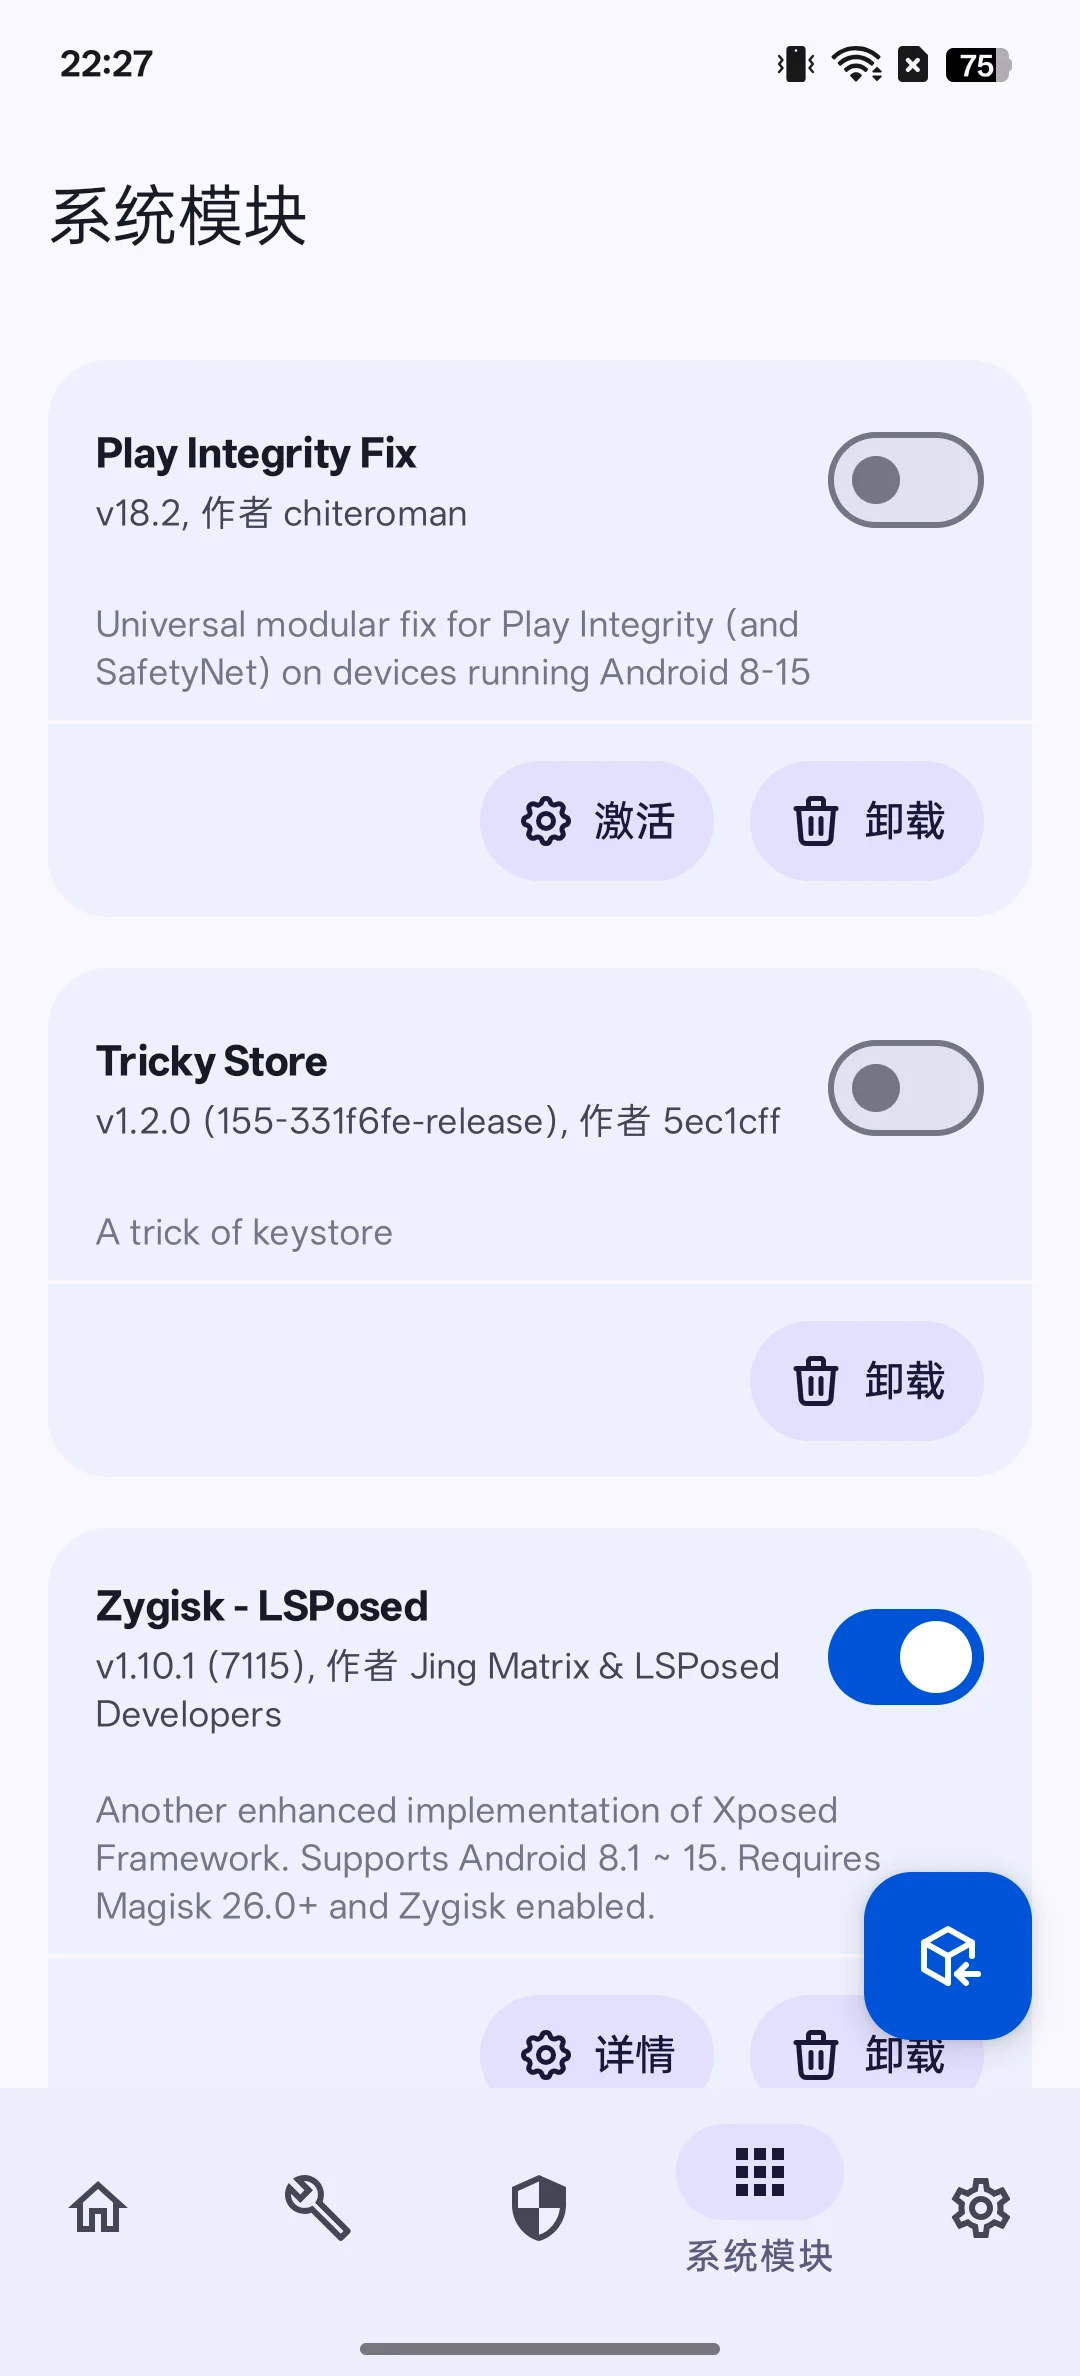 22:27
75
系统模块
Play Integrity Fix
v18.2, 作者 chiteroman
Universal modular fix for Play Integrity (and
SafetyNet) on devices running Android 8-15
激活
卸载
Tricky Store
v1.2.0 (155-331f6fe-release), 作者 5ec1cff
A trick of keystore
卸载
Zygisk - LSPosed
v1.10.1 (7115), 作者 Jing Matrix & LSPosed
Developers
Another enhanced implementation of Xposed
Framework. Supports Android 8.1 ~ 15. Requires
Magisk 26.0+ and Zygisk enabled.
详情
卸载
系统模块